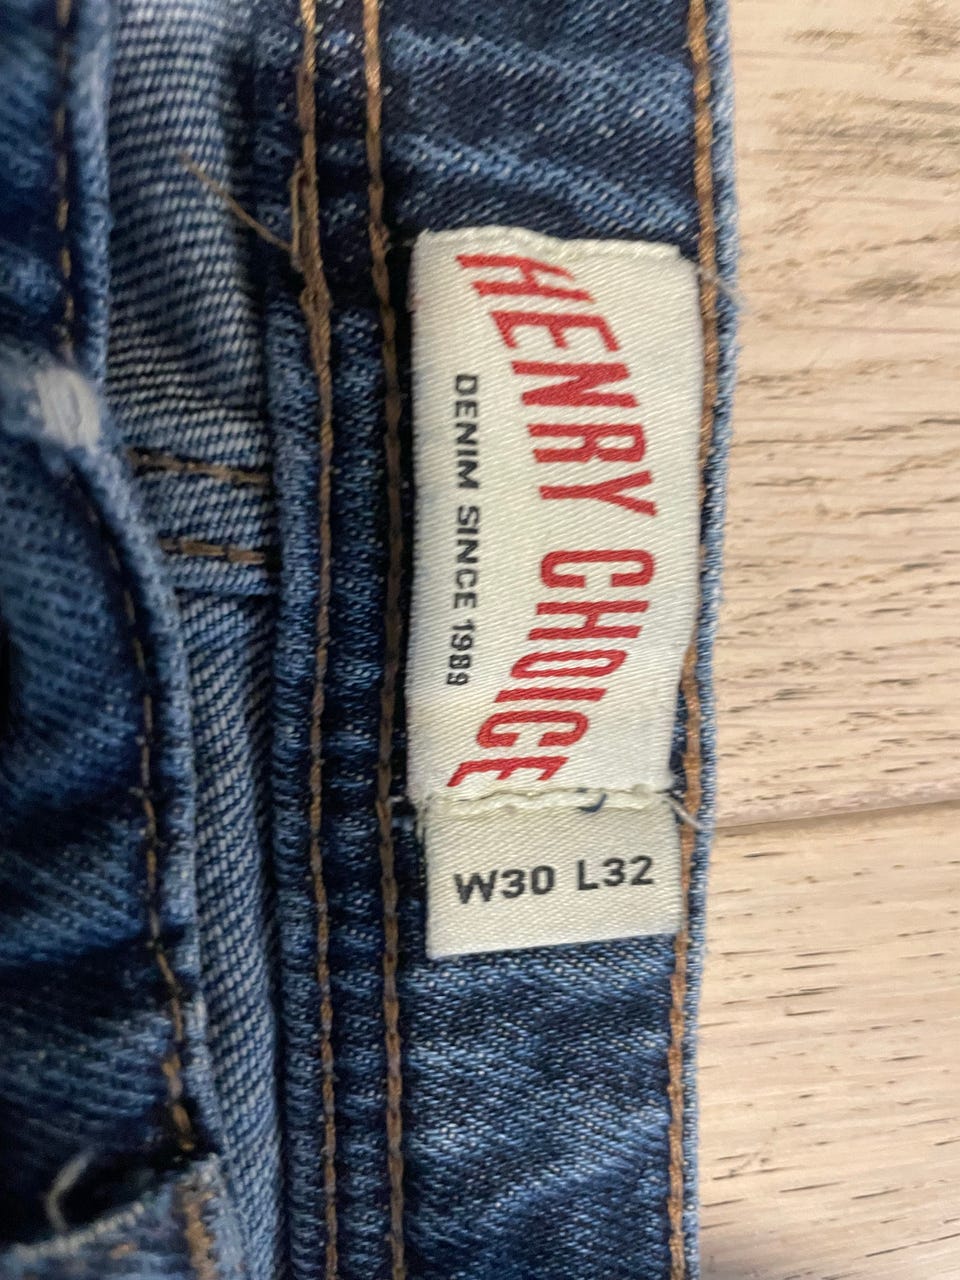 HENRY CHOICE
DENIM SINCE 1989
W30 L32